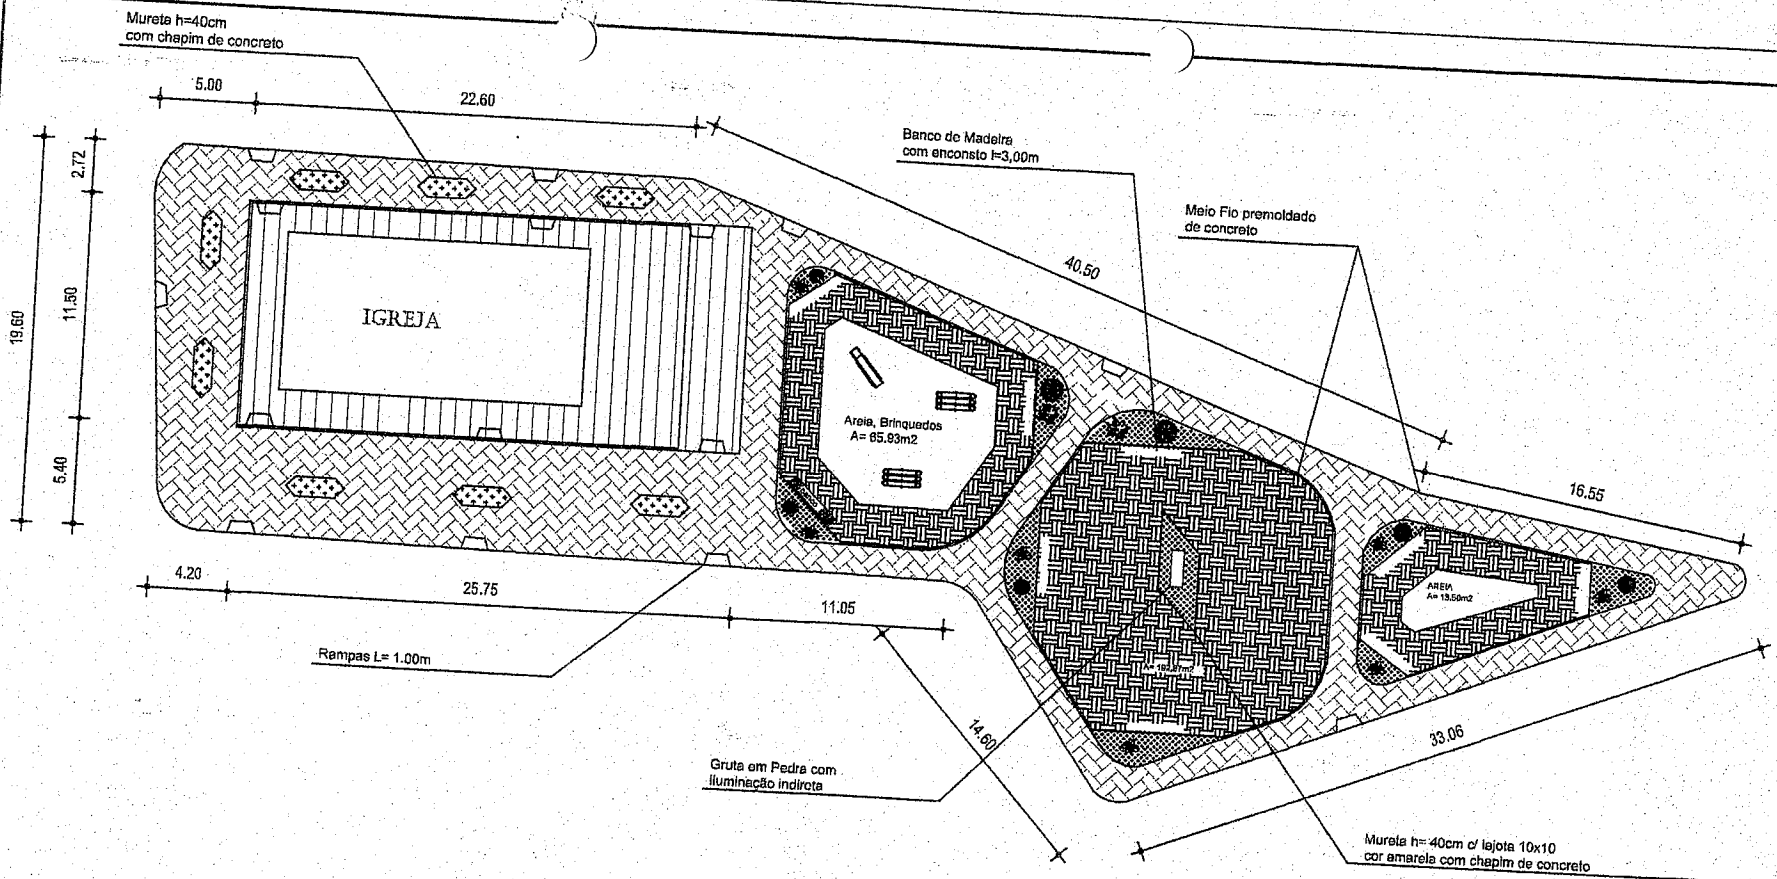 Mureta h=40cm
com chapim de concreto
5.00
22.60
Banco de Madeira
com enconsto l=3,00m
Meio Fio premoldado
de concreto
2.72
11.50
19.60
5.40
40.50
16.55
IGREJA
Areia, Brinquedos
A= 65.93m2
AREIA
A= 13.50m2
4.20
25.75
11.05
Rampas L= 1.00m
14.60
33.06
Gruta em Pedra com
iluminação indireta
Mureta h= 40cm c/ lajota 10x10
cor amarela com chapim de concreto